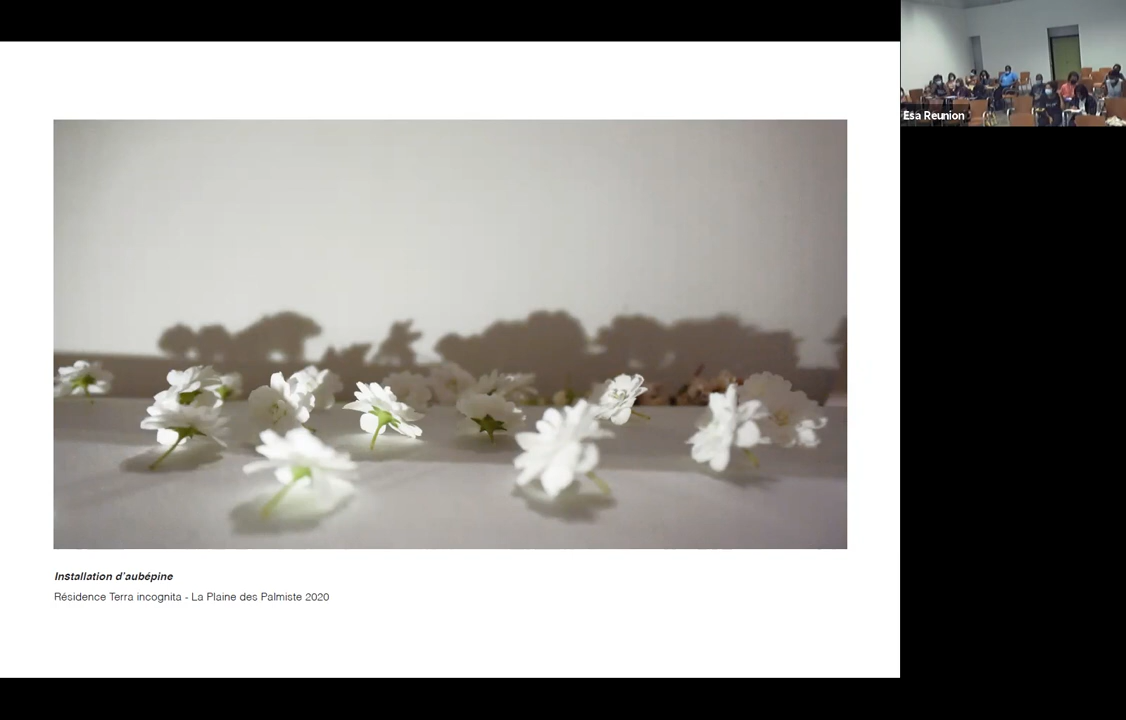 Esa Reunion
Installation d'aubépine
Résidence Terra incognita - La Plaine des Palmiste 2020